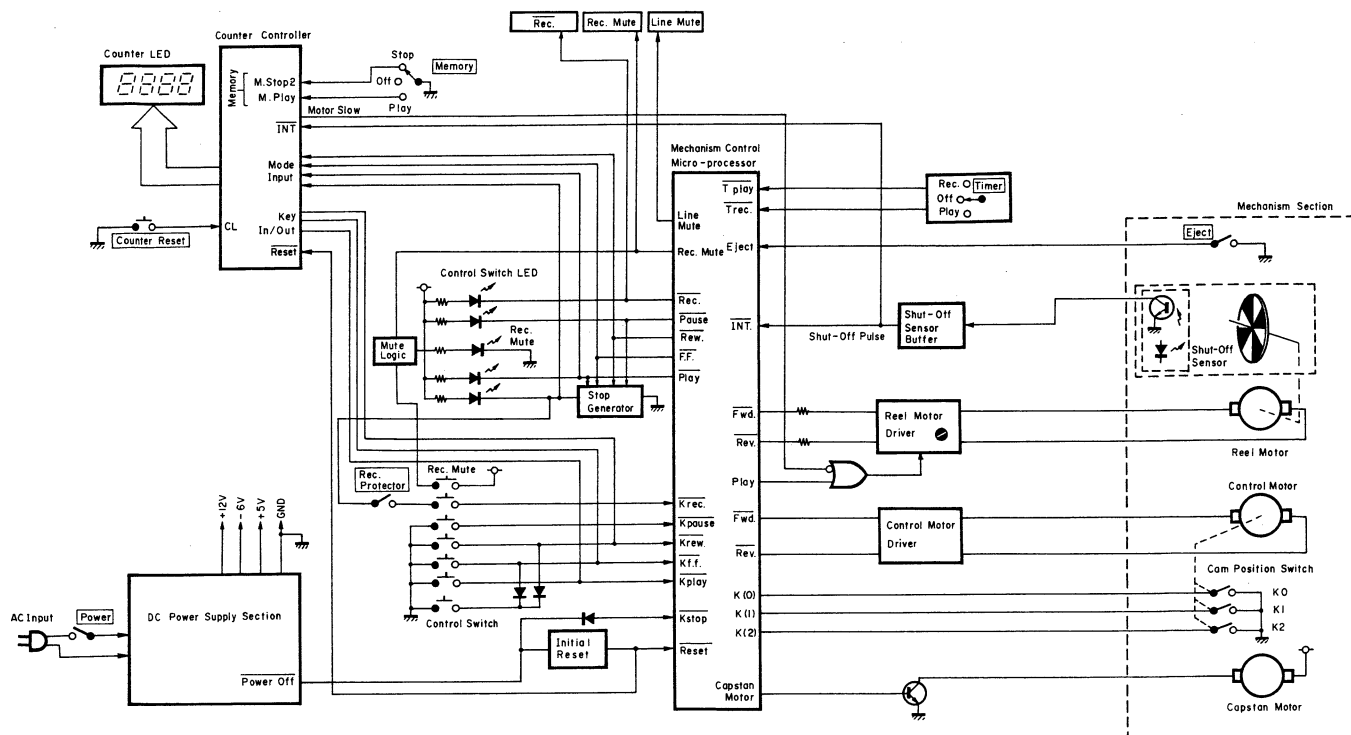 Rec.
Rec. Mute
Line Mute
Counter Controller
Counter LED
8888
Memory
M.Stop2
M.Play
Stop
Off
Play
Memory
Motor Slow
INT
Mode
Input
Key
In/Out
Reset
CL
Counter Reset
Mechanism Control
Micro-processor
T play
Trec.
Line
Mute
Eject
Rec. Mute
Rec.
Pause
Rew.
F.F.
Play
INT.
Fwd.
Rev.
Play
Krec.
Kpause
Krew.
Kf.f.
Kplay
Kstop
Reset
Fwd.
Rev.
K(0)
K(1)
K(2)
Capstan
Motor
Rec.
Off
Play
Timer
Mechanism Section
Eject
Control Switch LED
Rec.
Mute
Mute
Logic
Stop
Generator
Shut-Off Pulse
Shut-Off
Sensor
Buffer
Shut-Off
Sensor
Reel Motor
Driver
Reel Motor
Rec.
Protector
Rec. Mute
Control Switch
Control Motor
Driver
Control Motor
Cam Position Switch
K0
K1
K2
+12V
-6V
+5V
GND
AC Input
Power
DC Power Supply Section
Power Off
Initial
Reset
Capstan Motor